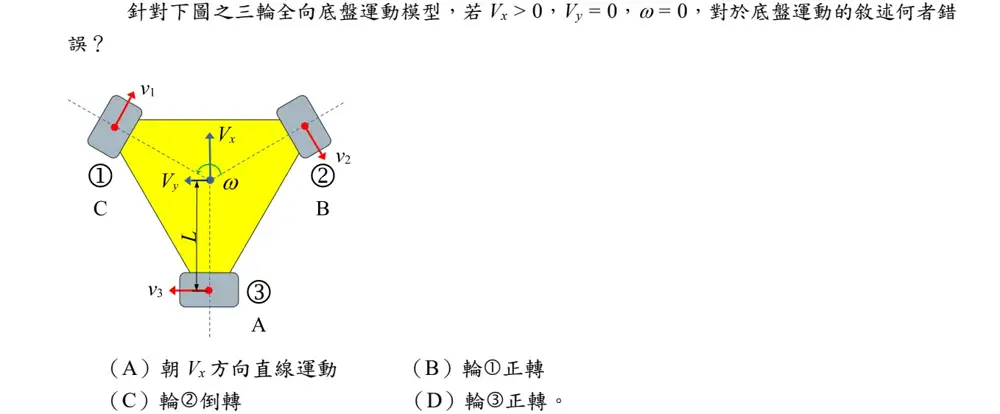 針對下圖之三輪全向底盤運動模型，若 Vx > 0，Vy = 0，ω = 0，對於底盤運動的敘述何者錯
誤？
v1
Vx
v2
① Vy ω ②
C B
L
v3 ③
A
（A）朝 Vx 方向直線運動 （B）輪①正轉
（C）輪②倒轉 （D）輪③正轉。